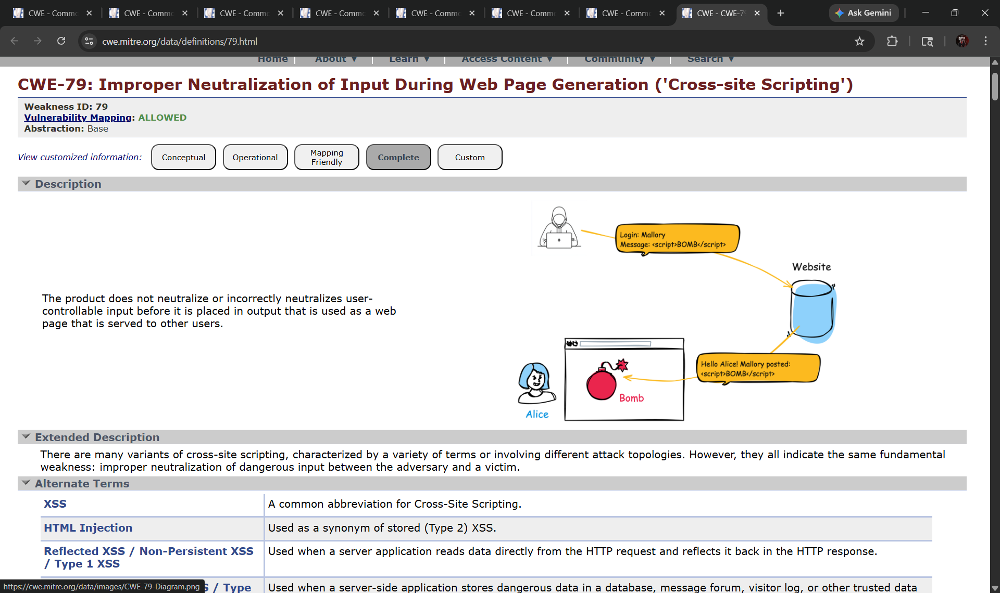 CWE - Commo
CWE - Commo
CWE - Commo
CWE - Commo
CWE - Commo
CWE - Commo
CWE - Commo
CWE - CWE-79
Ask Gemini
cwe.mitre.org/data/definitions/79.html
Home
About ▼
Learn ▼
Access Content ▼
Community ▼
Search ▼
CWE-79: Improper Neutralization of Input During Web Page Generation ('Cross-site Scripting')
Weakness ID: 79
Vulnerability Mapping: ALLOWED
Abstraction: Base
View customized information:
Conceptual
Operational
Mapping
Friendly
Complete
Custom
Description
The product does not neutralize or incorrectly neutralizes user-
controllable input before it is placed in output that is used as a web
page that is served to other users.
Login: Mallory
Message: <script>BOMB</script>
Website
Hello Alice! Mallory posted:
<script>BOMB</script>
Bomb
Alice
Extended Description
There are many variants of cross-site scripting, characterized by a variety of terms or involving different attack topologies. However, they all indicate the same fundamental
weakness: improper neutralization of dangerous input between the adversary and a victim.
Alternate Terms
XSS
A common abbreviation for Cross-Site Scripting.
HTML Injection
Used as a synonym of stored (Type 2) XSS.
Reflected XSS / Non-Persistent XSS
/ Type 1 XSS
Used when a server application reads data directly from the HTTP request and reflects it back in the HTTP response.
S / Type
Used when a server-side application stores dangerous data in a database, message forum, visitor log, or other trusted data
https://cwe.mitre.org/data/images/CWE-79-Diagram.png